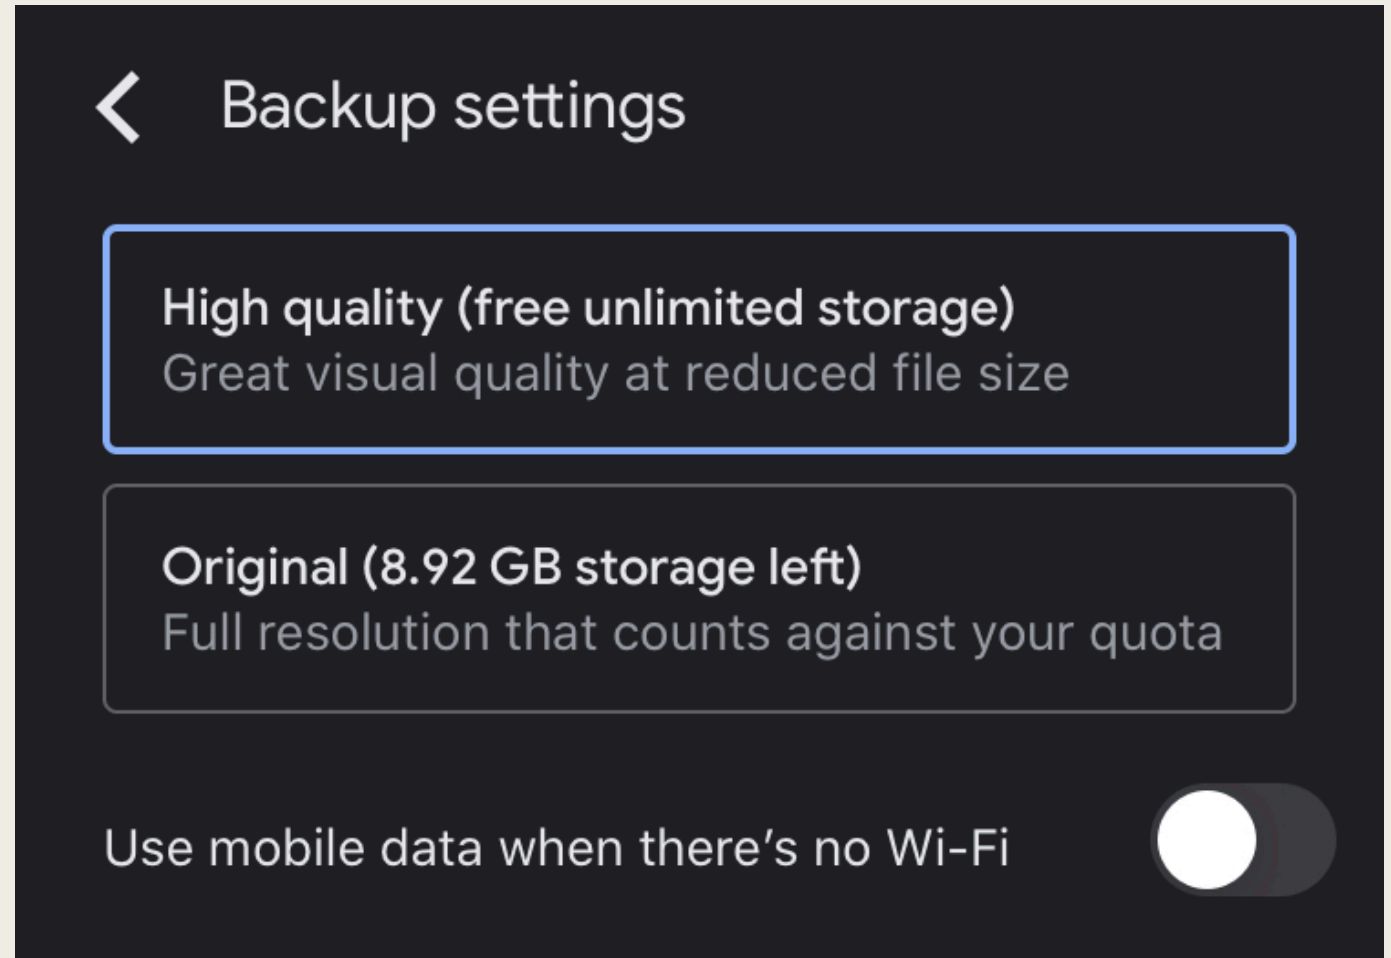 Backup settings
High quality (free unlimited storage)
Great visual quality at reduced file size
Original (8.92 GB storage left)
Full resolution that counts against your quota
Use mobile data when there's no Wi-Fi